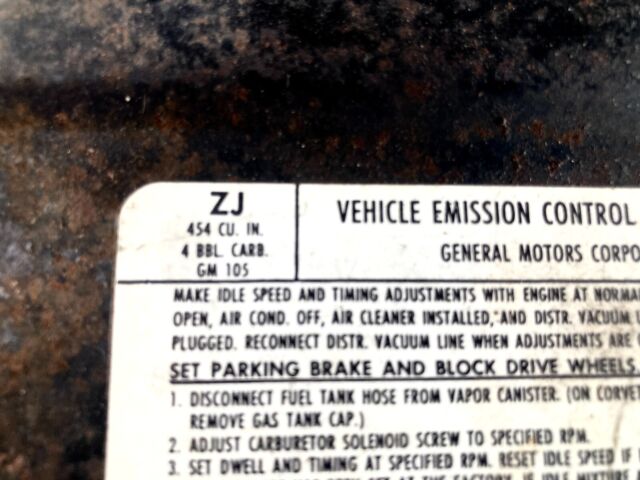 ZJ
454 CU. IN.
4 BBL. CARB.
GM 105
VEHICLE EMISSION CONTROL
GENERAL MOTORS CORPO
MAKE IDLE SPEED AND TIMING ADJUSTMENTS WITH ENGINE AT NORMA
OPEN, AIR COND. OFF, AIR CLEANER INSTALLED, AND DISTR. VACUUM
PLUGGED. RECONNECT DISTR. VACUUM LINE WHEN ADJUSTMENTS ARE
SET PARKING BRAKE AND BLOCK DRIVE WHEELS.
1. DISCONNECT FUEL TANK HOSE FROM VAPOR CANISTER. (ON CORVET
REMOVE GAS TANK CAP.)
2. ADJUST CARBURETOR SOLENOID SCREW TO SPECIFIED RPM.
3. SET DWELL AND TIMING AT SPECIFIED RPM. RESET IDLE SPEED IF